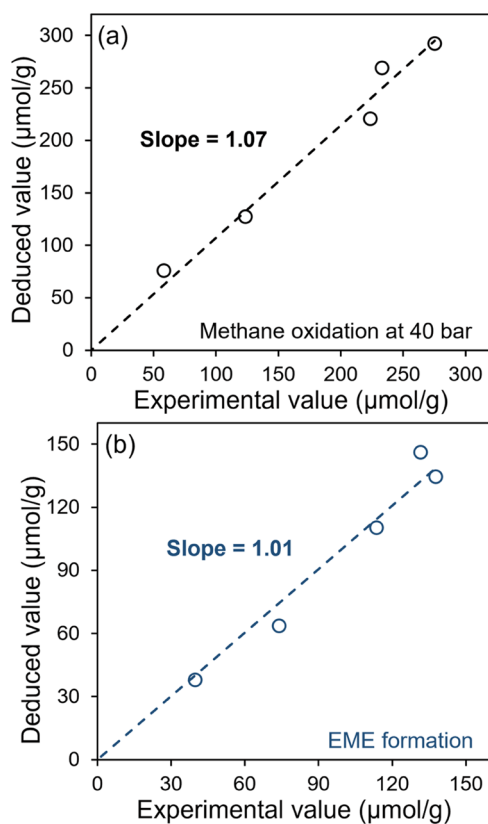 (a)
300
250
200
150
100
50
0
Deduced value (μmol/g)
Slope = 1.07
Methane oxidation at 40 bar
0 50 100 150 200 250 300
Experimental value (μmol/g)
(b)
150
120
90
60
30
0
Deduced value (μmol/g)
Slope = 1.01
EME formation
0 30 60 90 120 150
Experimental value (μmol/g)